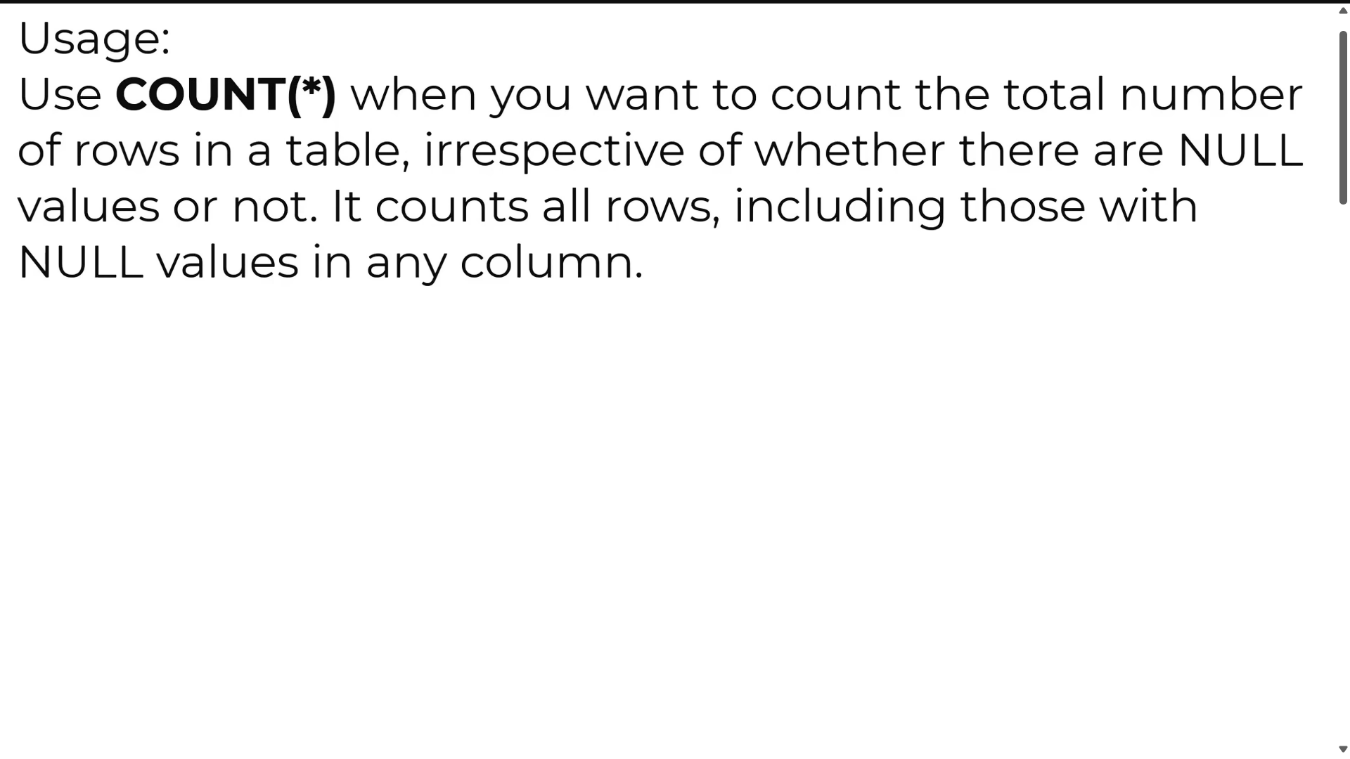 Usage:
Use COUNT(*) when you want to count the total number
of rows in a table, irrespective of whether there are NULL
values or not. It counts all rows, including those with
NULL values in any column.